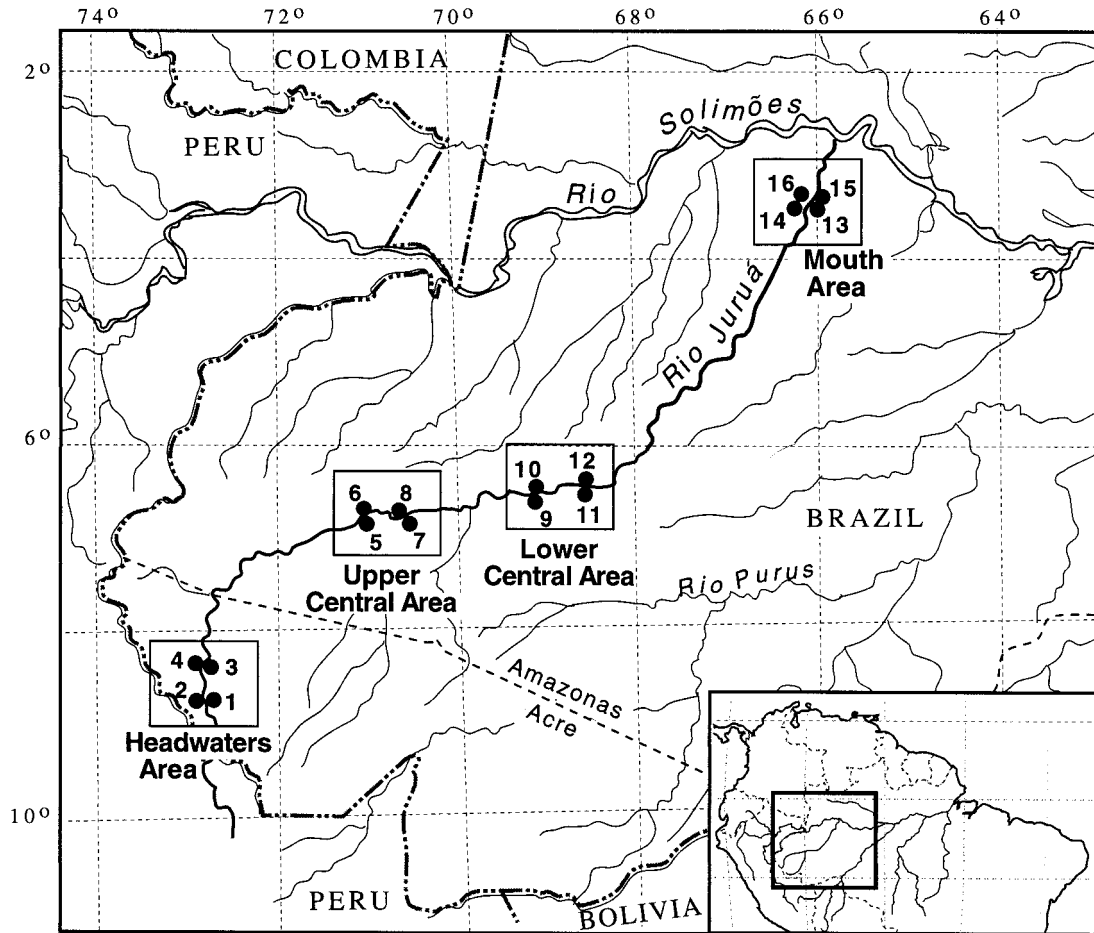 74° 72° 70° 68° 66° 64°
2°
6°
10°
COLOMBIA
PERU
Rio Solimões
16 15
14 13
Mouth
Area
Rio Juruá
10 12
9 11
Lower
Central Area
6 8
5 7
Upper
Central Area
BRAZIL
Rio Purus
4 3
2 1
Headwaters
Area
Amazonas
Acre
PERU
BOLIVIA